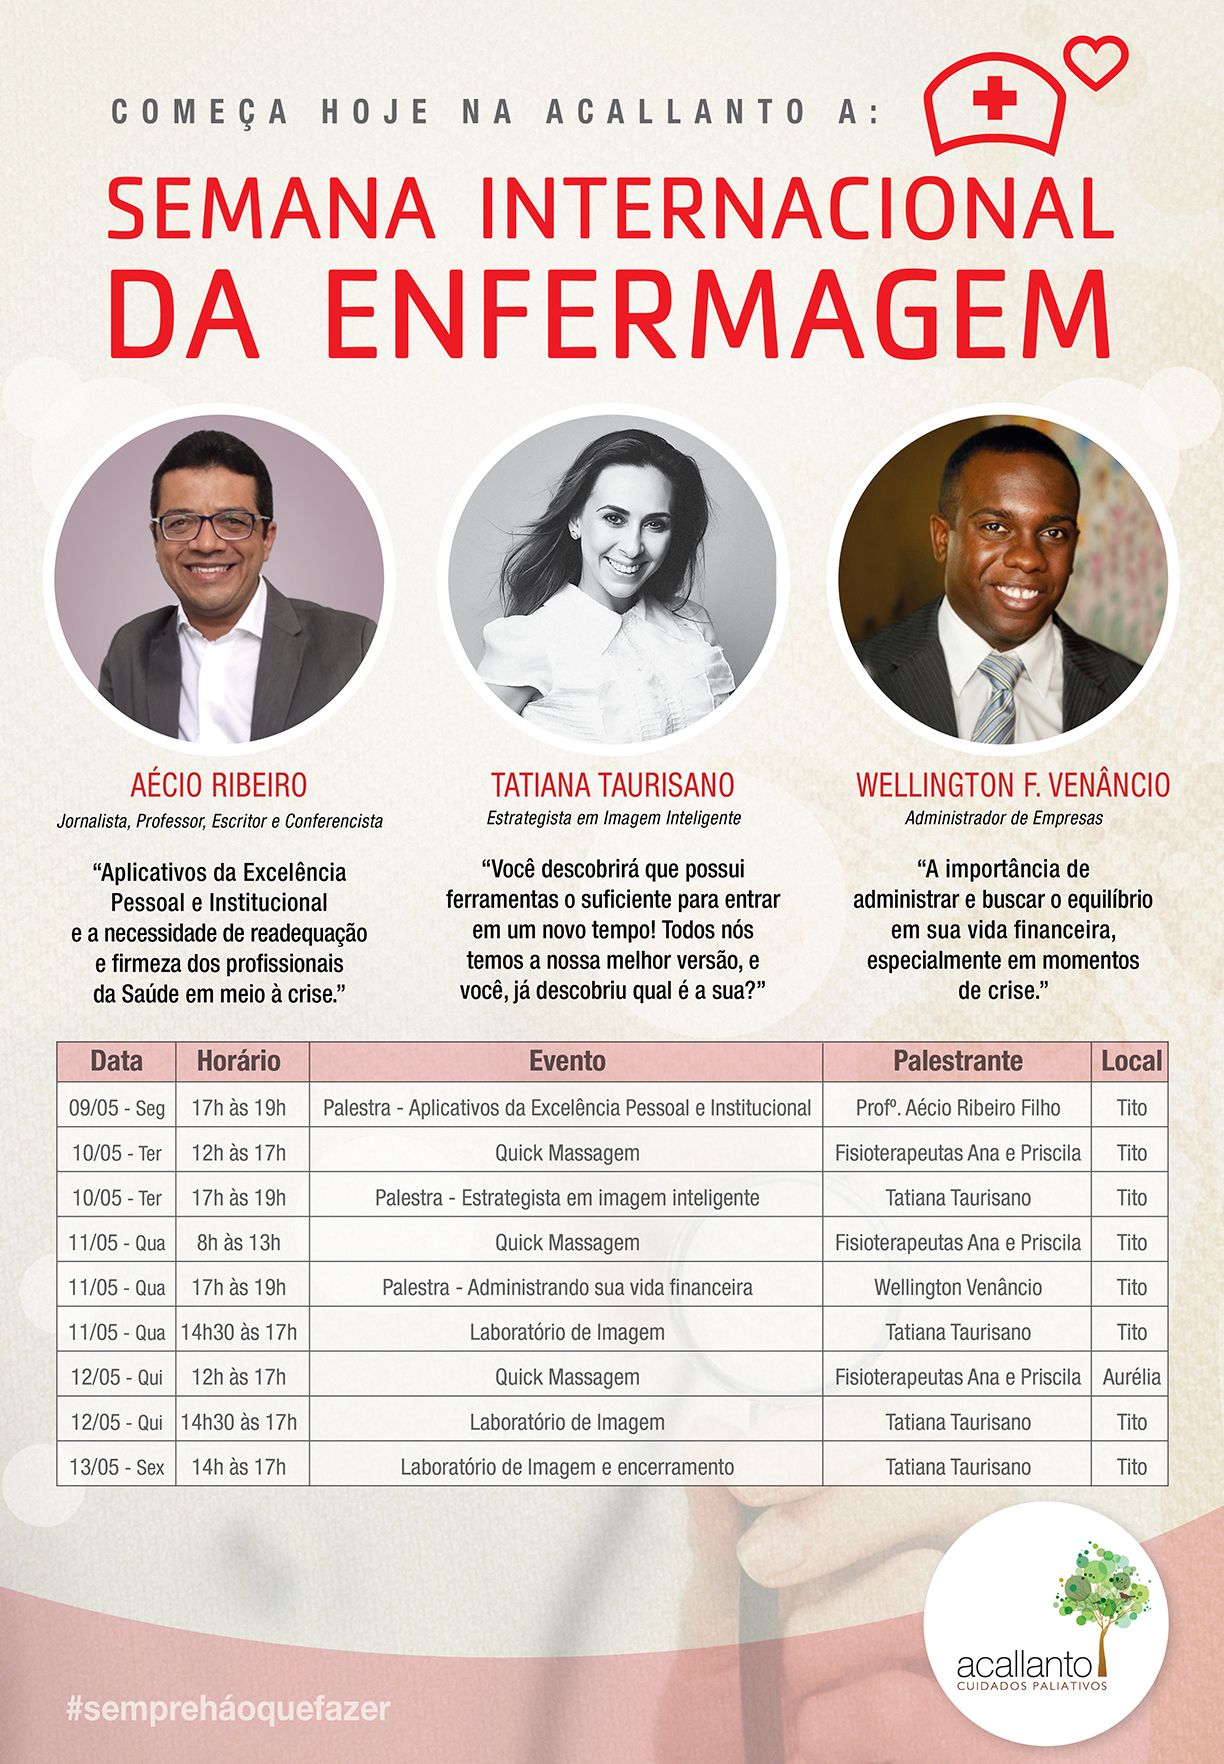 COMEÇA HOJE NA ACALLANTO A:
SEMANA INTERNACIONAL
DA ENFERMAGEM
AÉCIO RIBEIRO
Jornalista, Professor, Escritor e Conferencista
“Aplicativos da Excelência
Pessoal e Institucional
e a necessidade de readequação
e firmeza dos profissionais
da Saúde em meio à crise.”
TATIANA TAURISANO
Estrategista em Imagem Inteligente
“Você descobrirá que possui
ferramentas o suficiente para entrar
em um novo tempo! Todos nós
temos a nossa melhor versão, e
você, já descobriu qual é a sua?”
WELLINGTON F. VENÂNCIO
Administrador de Empresas
“A importância de
administrar e buscar o equilíbrio
em sua vida financeira,
especialmente em momentos
de crise.”
Data Horário Evento Palestrante Local
09/05 - Seg 17h às 19h Palestra - Aplicativos da Excelência Pessoal e Institucional Profº. Aécio Ribeiro Filho Tito
10/05 - Ter 12h às 17h Quick Massagem Fisioterapeutas Ana e Priscila Tito
10/05 - Ter 17h às 19h Palestra - Estrategista em imagem inteligente Tatiana Taurisano Tito
11/05 - Qua 8h às 13h Quick Massagem Fisioterapeutas Ana e Priscila Tito
11/05 - Qua 17h às 19h Palestra - Administrando sua vida financeira Wellington Venâncio Tito
11/05 - Qua 14h30 às 17h Laboratório de Imagem Tatiana Taurisano Tito
12/05 - Qui 12h às 17h Quick Massagem Fisioterapeutas Ana e Priscila Aurélia
12/05 - Qui 14h30 às 17h Laboratório de Imagem Tatiana Taurisano Tito
13/05 - Sex 14h às 17h Laboratório de Imagem e encerramento Tatiana Taurisano Tito
acallanto
CUIDADOS PALIATIVOS
#sempreháoquefazer